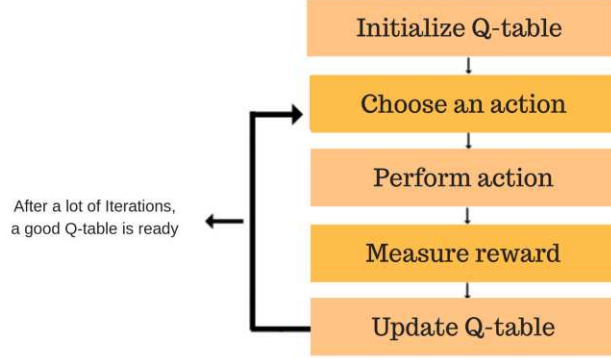 Initialize Q-table
Choose an action
Perform action
After a lot of Iterations,
a good Q-table is ready
Measure reward
Update Q-table